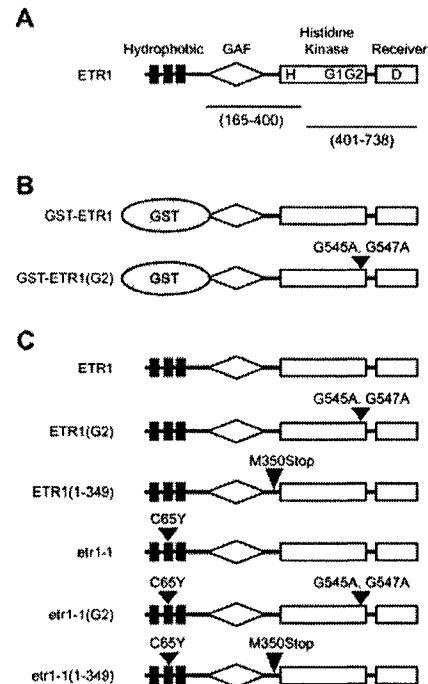 A
Hydrophobic GAF Histidine Kinase Receiver
ETR1 H G1G2 D
(165-400)
(401-738)
B
GST-ETR1 GST
G545A, G547A
GST-ETR1(G2) GST
C
ETR1
G545A, G547A
ETR1(G2)
M350Stop
ETR1(1-349)
C65Y
etr1-1
C65Y G545A, G547A
etr1-1(G2)
C65Y M350Stop
etr1-1(1-349)